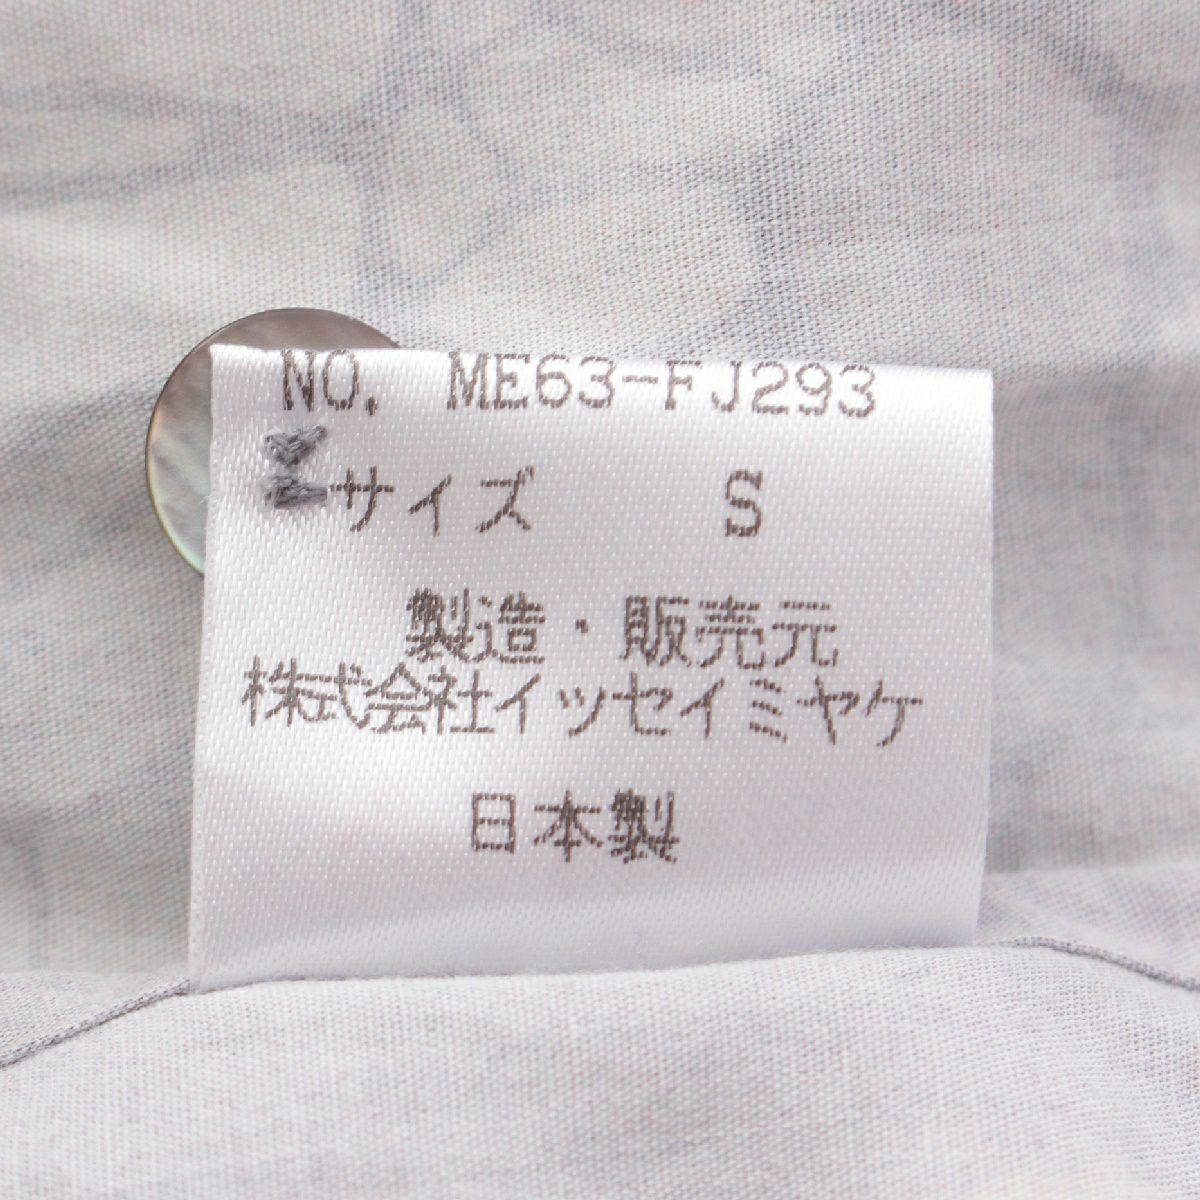 NO. ME63-FJ293
サイズ S
製造・販売元
株式会社イッセイミヤケ
日本製